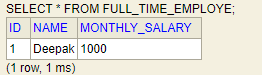 SELECT * FROM FULL_TIME_EMPLOYE;
ID NAME MONTHLY_SALARY
1 Deepak 1000
(1 row, 1 ms)